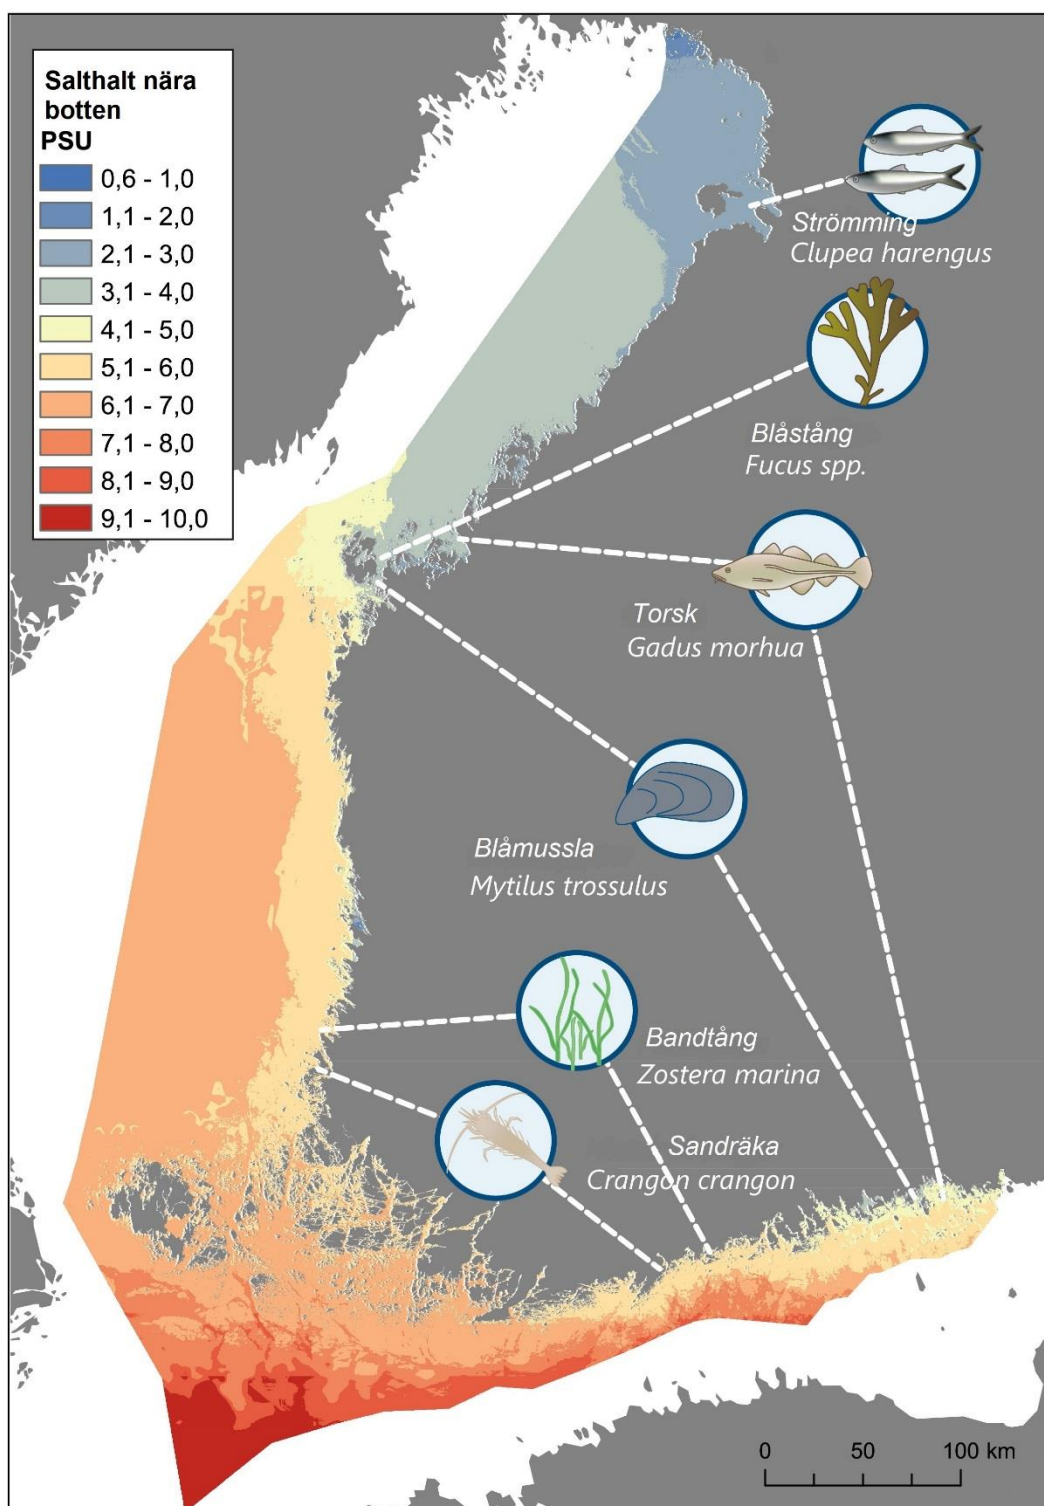 Salthalt nära
botten
PSU
0,6 - 1,0
1,1 - 2,0
2,1 - 3,0
3,1 - 4,0
4,1 - 5,0
5,1 - 6,0
6,1 - 7,0
7,1 - 8,0
8,1 - 9,0
9,1 - 10,0
Strömming
Clupea harengus
Blåstång
Fucus spp.
Torsk
Gadus morhua
Blåmussla
Mytilus trossulus
Bandtång
Zostera marina
Sandräka
Crangon crangon
0 50 100 km